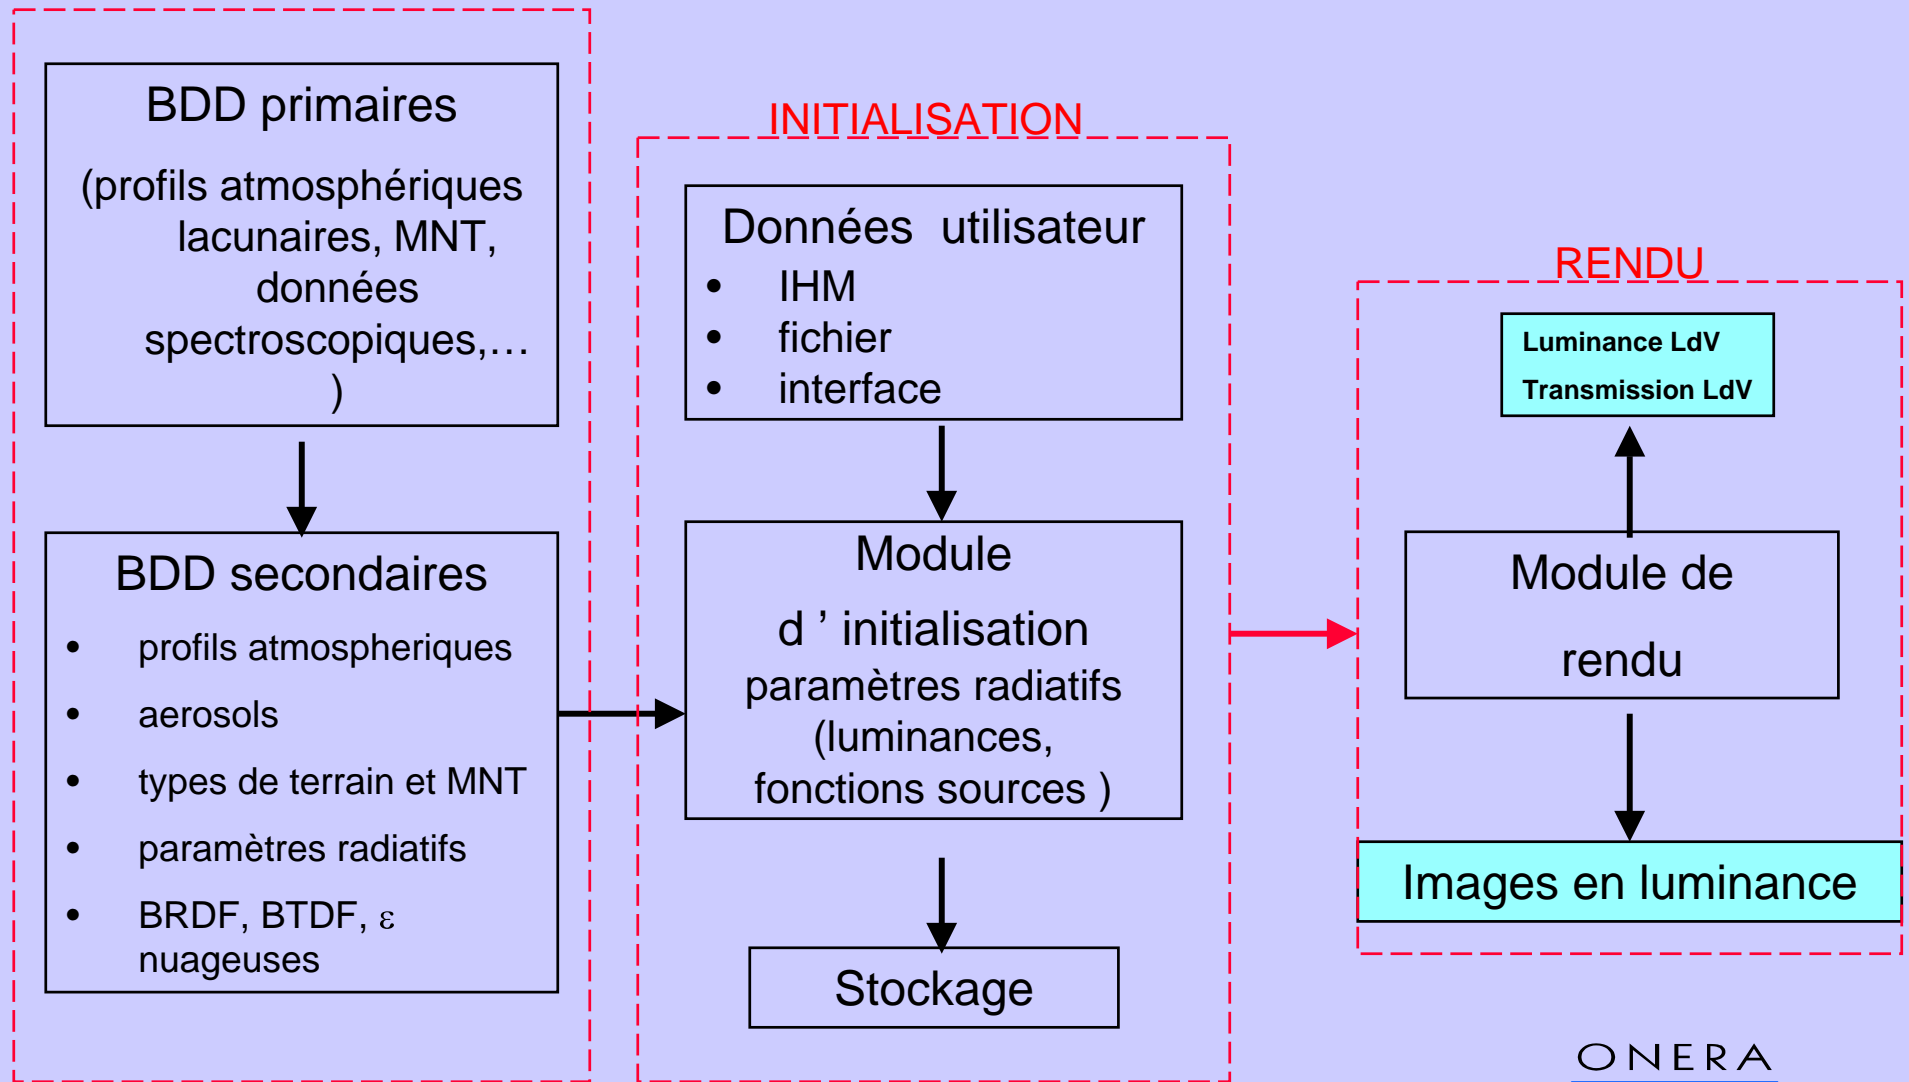 BDD primaires
(profils atmosphériques
lacunaires, MNT,
données
spectroscopiques,…
)
BDD secondaires
• profils atmospheriques
• aerosols
• types de terrain et MNT
• paramètres radiatifs
• BRDF, BTDF, ε
nuageuses
INITIALISATION
Données utilisateur
• IHM
• fichier
• interface
Module
d ’ initialisation
paramètres radiatifs
(luminances,
fonctions sources )
Stockage
RENDU
Luminance LdV
Transmission LdV
Module de
rendu
Images en luminance
ONERA